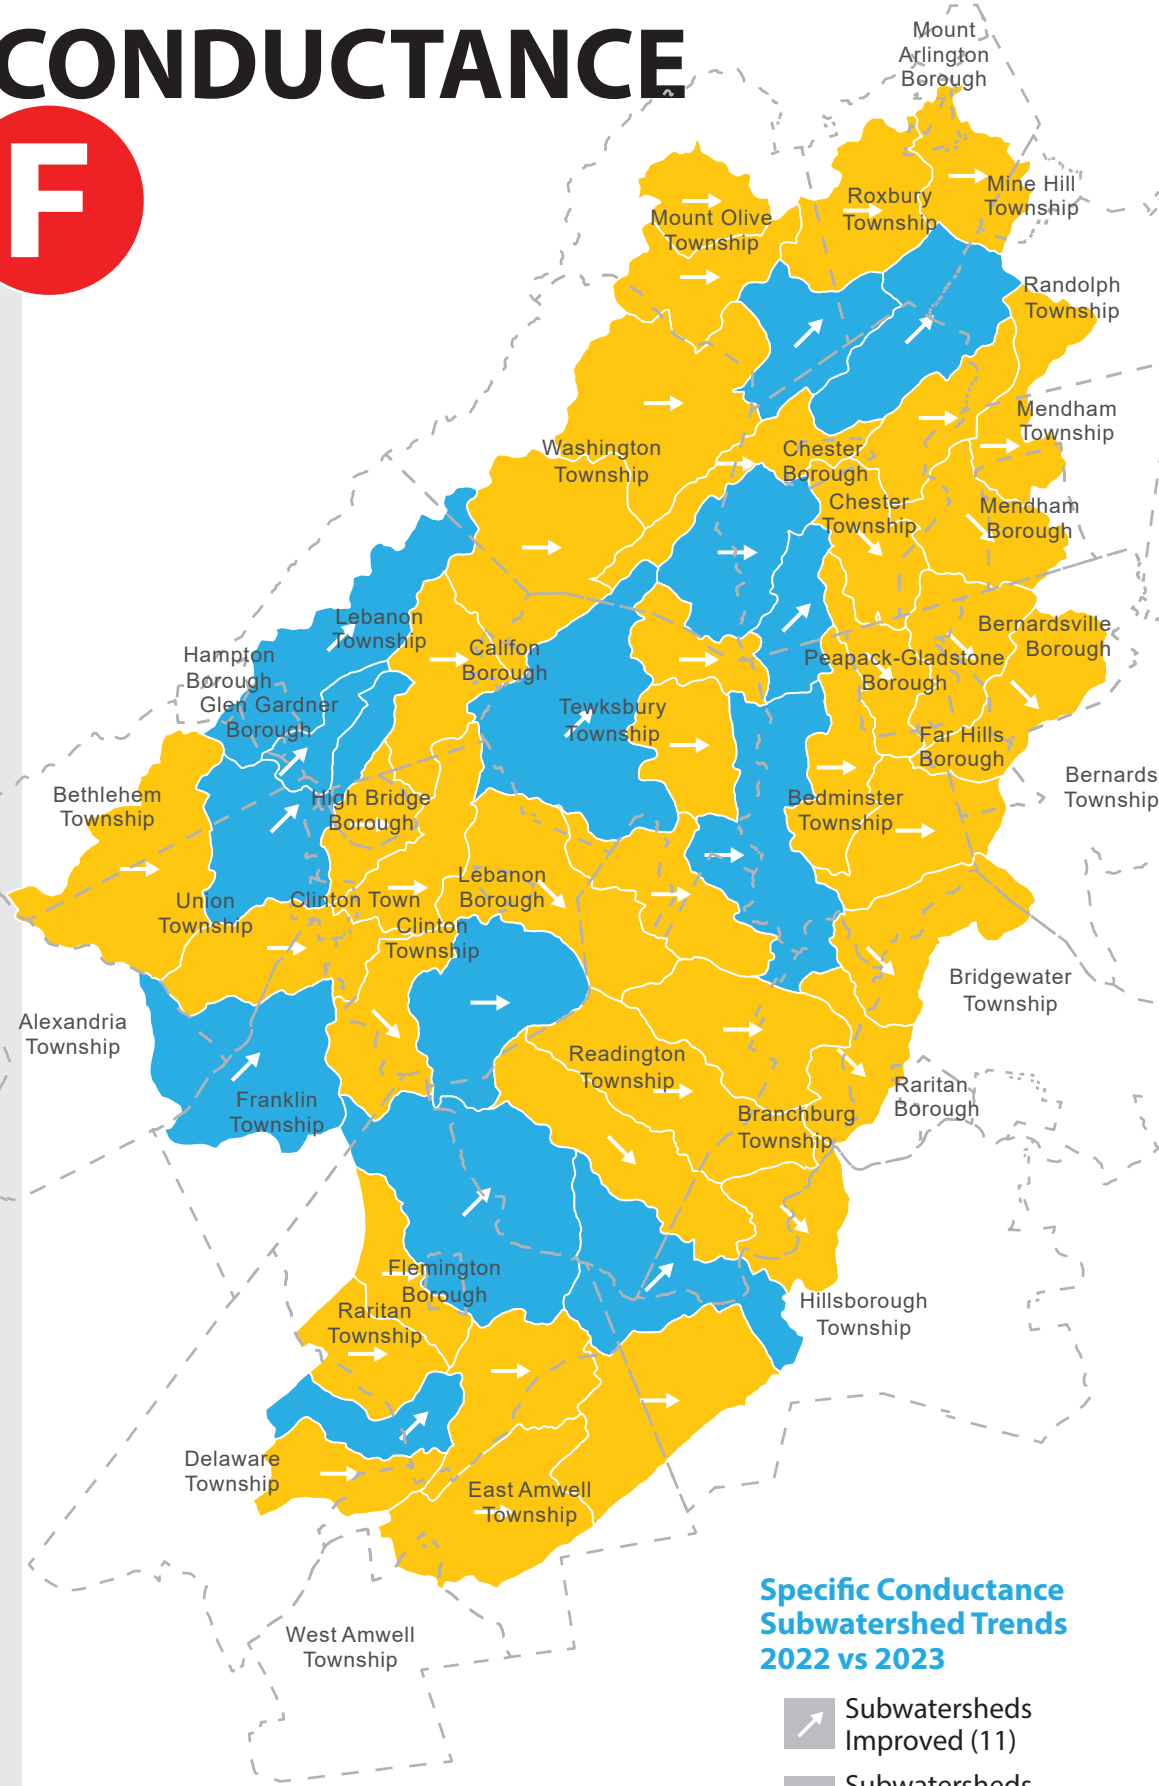 CONDUCTANCE
F
Mount
Arlington
Borough
Mine Hill
Township
Roxbury
Township
Mount Olive
Township
Randolph
Township
Mendham
Township
Washington
Township
Chester
Borough
Chester
Township
Mendham
Borough
Lebanon
Township
Califon
Borough
Bernardsville
Borough
Peapack-Gladstone
Borough
Hampton
Borough
Glen Gardner
Borough
Tewksbury
Township
Far Hills
Borough
Bernards
Township
Bethlehem
Township
High Bridge
Borough
Bedminster
Township
Union
Township
Clinton Town
Lebanon
Borough
Clinton
Township
Bridgewater
Township
Alexandria
Township
Readington
Township
Raritan
Borough
Franklin
Township
Branchburg
Township
Flemington
Borough
Raritan
Township
Hillsborough
Township
Delaware
Township
East Amwell
Township
West Amwell
Township
Specific Conductance
Subwatershed Trends
2022 vs 2023
Subwatersheds
Improved (11)
Subwatersheds